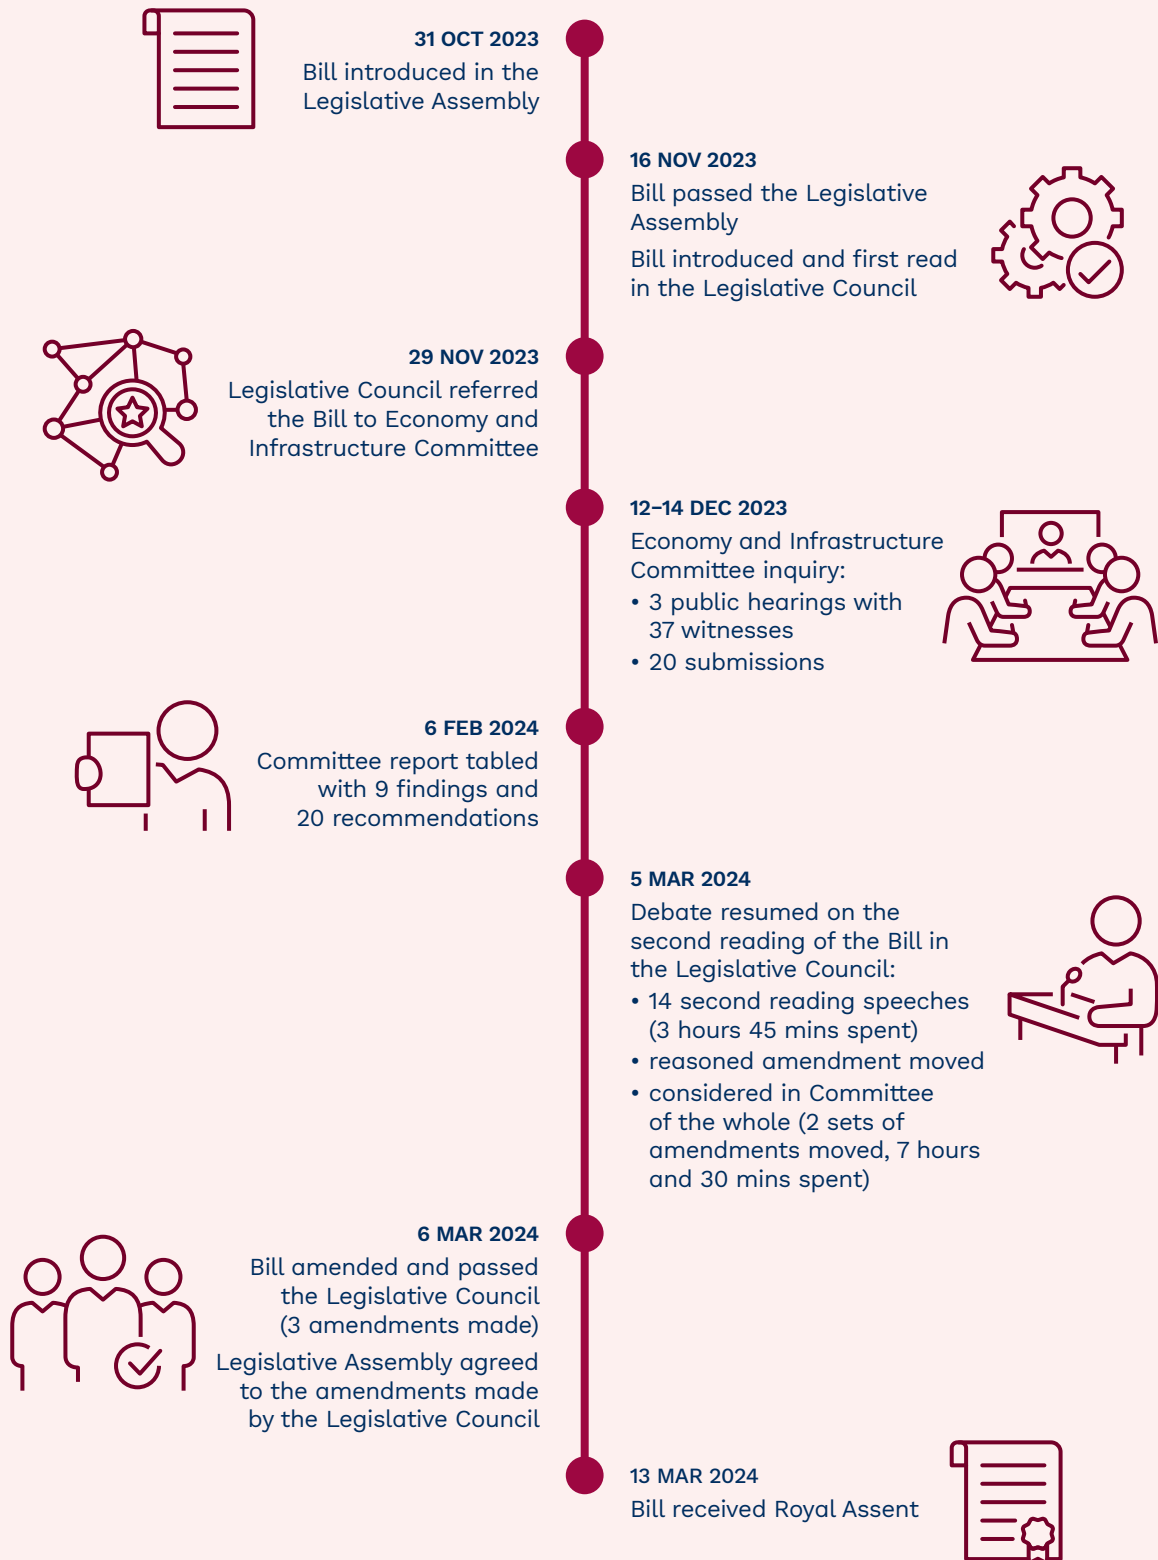 31 OCT 2023
Bill introduced in the
Legislative Assembly
16 NOV 2023
Bill passed the Legislative
Assembly
Bill introduced and first read
in the Legislative Council
29 NOV 2023
Legislative Council referred
the Bill to Economy and
Infrastructure Committee
12–14 DEC 2023
Economy and Infrastructure
Committee inquiry:
• 3 public hearings with
37 witnesses
• 20 submissions
6 FEB 2024
Committee report tabled
with 9 findings and
20 recommendations
5 MAR 2024
Debate resumed on the
second reading of the Bill in
the Legislative Council:
• 14 second reading speeches
(3 hours 45 mins spent)
• reasoned amendment moved
• considered in Committee
of the whole (2 sets of
amendments moved, 7 hours
and 30 mins spent)
6 MAR 2024
Bill amended and passed
the Legislative Council
(3 amendments made)
Legislative Assembly agreed
to the amendments made
by the Legislative Council
13 MAR 2024
Bill received Royal Assent